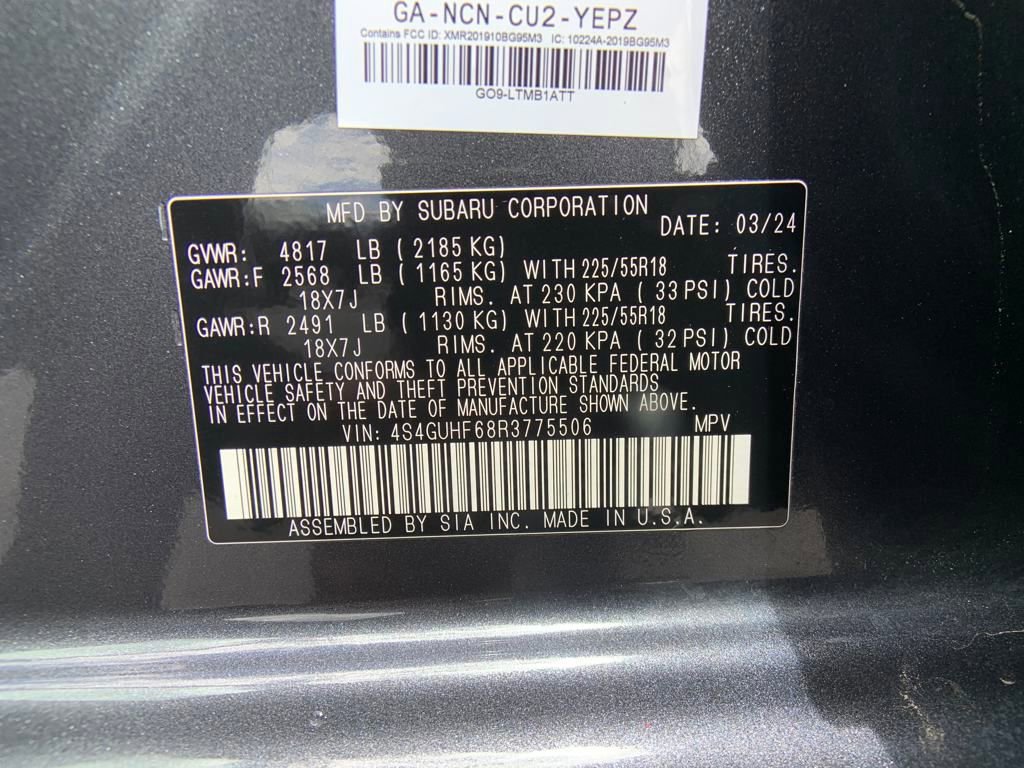 GA-NCN-CU2-YEPZ
Contains FCC ID: XMR201910BG95M3 IC: 10224A-2019BG95M3
GO9-LTMB1ATT
MFD BY SUBARU CORPORATION DATE: 03/24
GVWR: 4817 LB (2185 KG)
GAWR:F 2568 LB (1165 KG) WITH 225/55R18 TIRES.
18X7J RIMS. AT 230 KPA (33 PSI) COLD
GAWR:R 2491 LB (1130 KG) WITH 225/55R18 TIRES.
18X7J RIMS. AT 220 KPA (32 PSI) COLD
THIS VEHICLE CONFORMS TO ALL APPLICABLE FEDERAL MOTOR
VEHICLE SAFETY AND THEFT PREVENTION STANDARDS
IN EFFECT ON THE DATE OF MANUFACTURE SHOWN ABOVE.
VIN: 4S4GUHF68R3775506 MPV
ASSEMBLED BY SIA INC. MADE IN U.S.A.